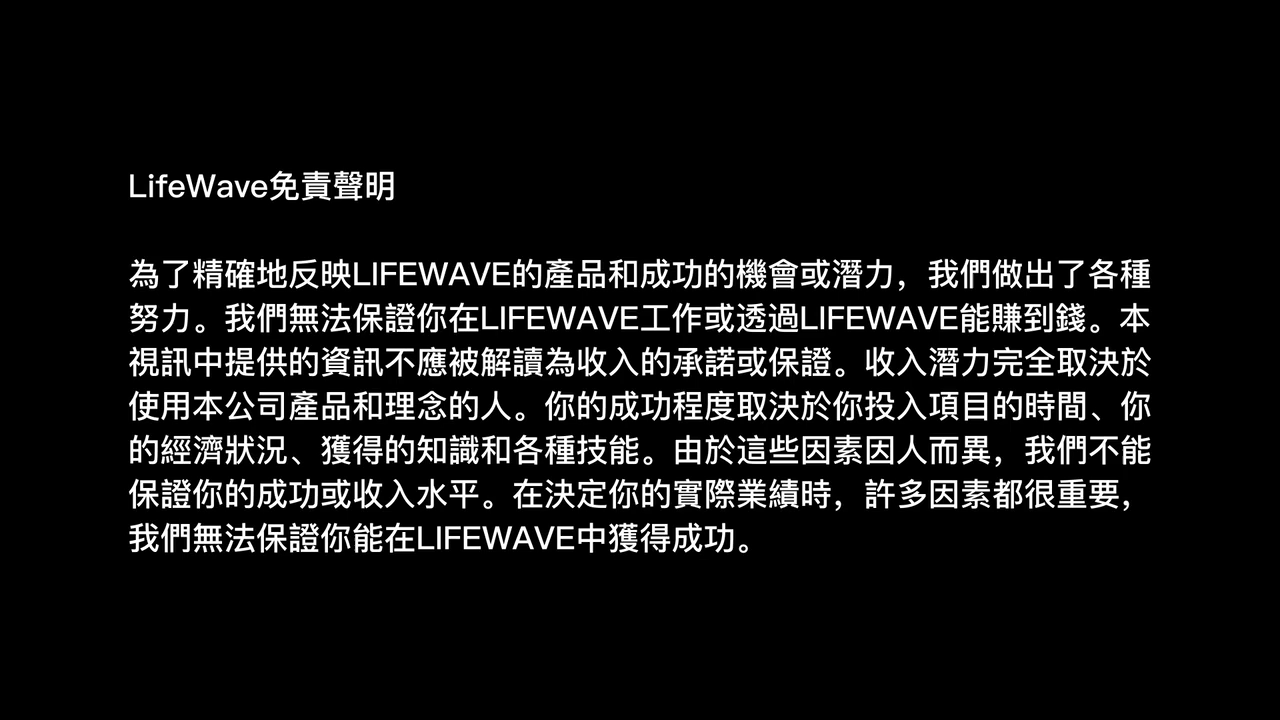 LifeWave免責聲明
為了精確地反映LIFEWAVE的產品和成功的機會或潛力，我們做出了各種
努力。我們無法保證你在LIFEWAVE工作或透過LIFEWAVE能賺到錢。本
視訊中提供的資訊不應被解讀為收入的承諾或保證。收入潛力完全取決於
使用本公司產品和理念的人。你的成功程度取決於你投入項目的時間、你
的經濟狀況、獲得的知識和各種技能。由於這些因素因人而異，我們不能
保證你的成功或收入水平。在決定你的實際業績時，許多因素都很重要，
我們無法保證你能在LIFEWAVE中獲得成功。